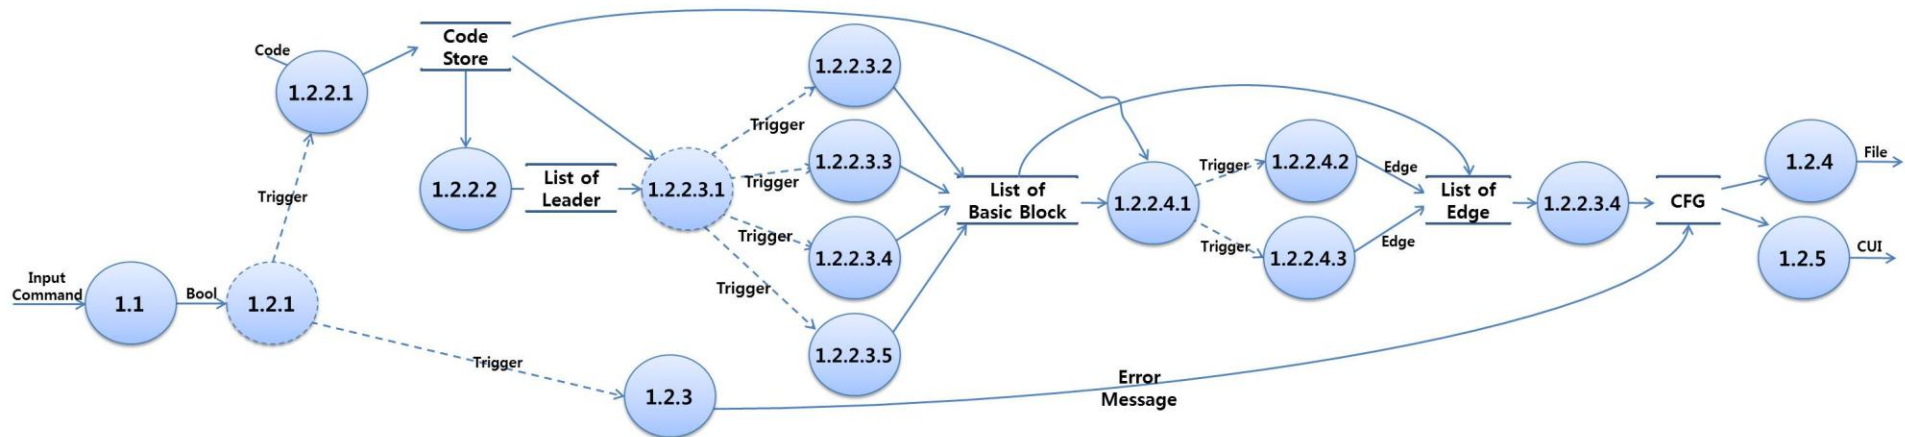 Code
1.2.2.1
Code
Store
Trigger
Input
Command
1.1
Bool
1.2.1
Trigger
1.2.3
Error
Message
1.2.2.2
List of
Leader
1.2.2.3.1
Trigger
Trigger
Trigger
Trigger
1.2.2.3.2
1.2.2.3.3
1.2.2.3.4
1.2.2.3.5
List of
Basic Block
1.2.2.4.1
Trigger
Trigger
1.2.2.4.2
1.2.2.4.3
Edge
Edge
List of
Edge
1.2.2.3.4
CFG
1.2.4
File
1.2.5
CUI